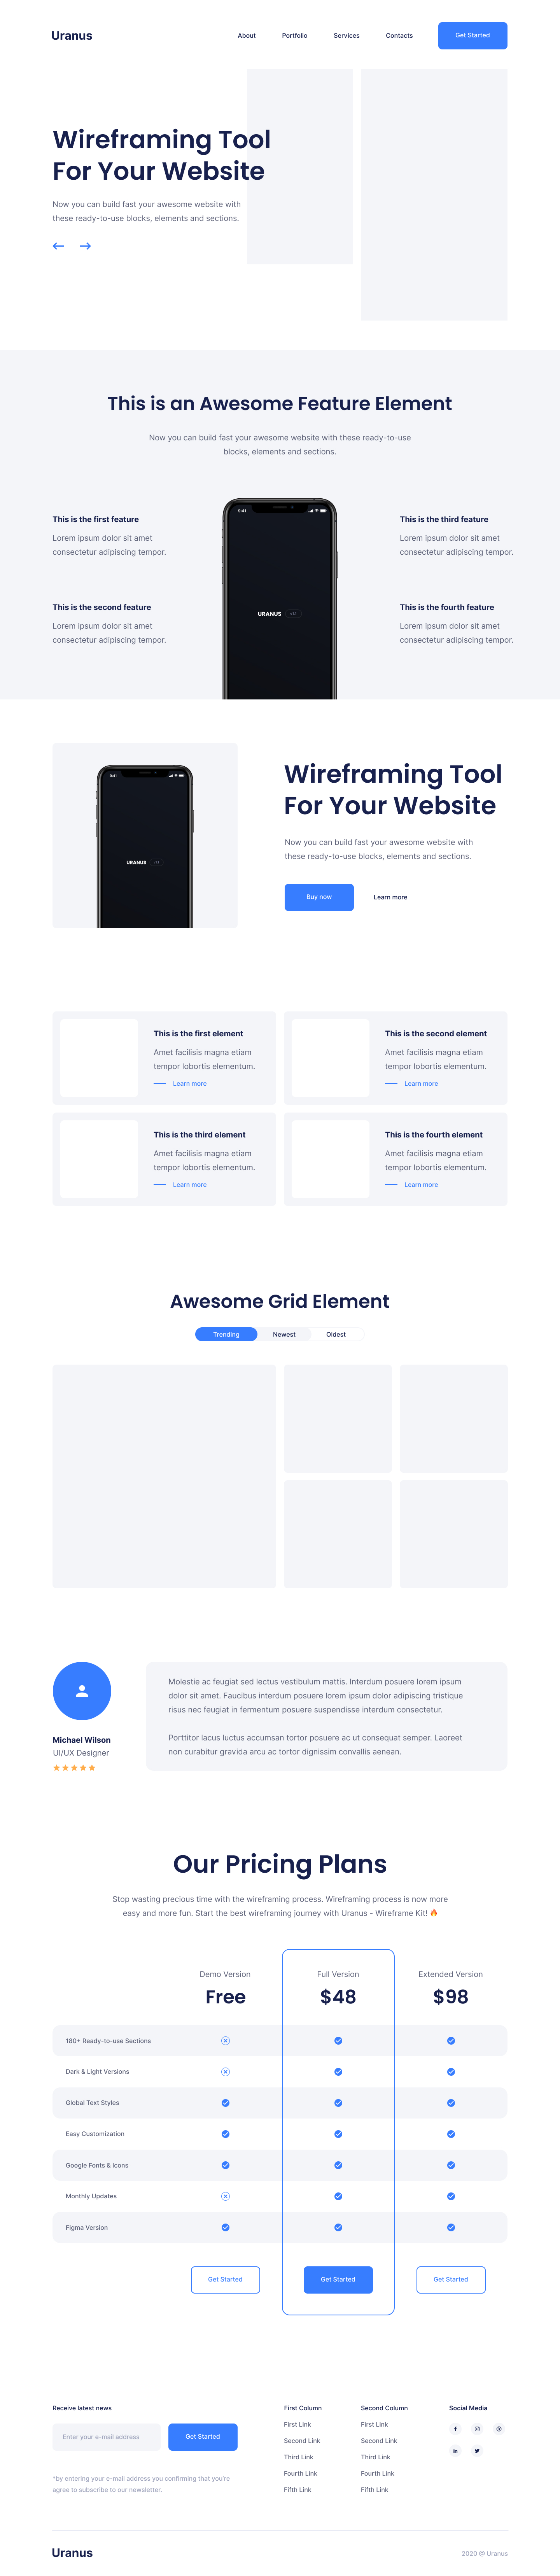 Uranus
About
Portfolio
Services
Contacts
Get Started
Wireframing Tool
For Your Website
Now you can build fast your awesome website with
these ready-to-use blocks, elements and sections.
This is an Awesome Feature Element
Now you can build fast your awesome website with these ready-to-use
blocks, elements and sections.
This is the first feature
Lorem ipsum dolor sit amet
consectetur adipiscing tempor.
This is the second feature
Lorem ipsum dolor sit amet
consectetur adipiscing tempor.
9:41
URANUS
This is the third feature
Lorem ipsum dolor sit amet
consectetur adipiscing tempor.
This is the fourth feature
Lorem ipsum dolor sit amet
consectetur adipiscing tempor.
9:41
URANUS
Wireframing Tool
For Your Website
Now you can build fast your awesome website with
these ready-to-use blocks, elements and sections.
Buy now
Learn more
This is the first element
Amet facilisis magna etiam
tempor lobortis elementum.
Learn more
This is the second element
Amet facilisis magna etiam
tempor lobortis elementum.
Learn more
This is the third element
Amet facilisis magna etiam
tempor lobortis elementum.
Learn more
This is the fourth element
Amet facilisis magna etiam
tempor lobortis elementum.
Learn more
Awesome Grid Element
Trending
Newest
Oldest
Michael Wilson
UI/UX Designer
Molestie ac feugiat sed lectus vestibulum mattis. Interdum posuere lorem ipsum
dolor sit amet. Faucibus interdum posuere lorem ipsum dolor adipiscing tristique
risus nec feugiat in fermentum posuere suspendisse interdum consectetur.
Porttitor lacus luctus accumsan tortor posuere ac ut consequat semper. Laoreet
non curabitur gravida arcu ac tortor dignissim convallis aenean.
Our Pricing Plans
Stop wasting precious time with the wireframing process. Wireframing process is now more
easy and more fun. Start the best wireframing journey with Uranus - Wireframe Kit! 🔥
Demo Version
Free
Full Version
$48
Extended Version
$98
180+ Ready-to-use Sections
Dark & Light Versions
Global Text Styles
Easy Customization
Google Fonts & Icons
Monthly Updates
Figma Version
Get Started
Get Started
Get Started
Receive latest news
Enter your e-mail address
Get Started
*by entering your e-mail address you confirming that you're
agree to subscribe to our newsletter.
First Column
First Link
Second Link
Third Link
Fourth Link
Fifth Link
Second Column
First Link
Second Link
Third Link
Fourth Link
Fifth Link
Social Media
Uranus
2020 @ Uranus